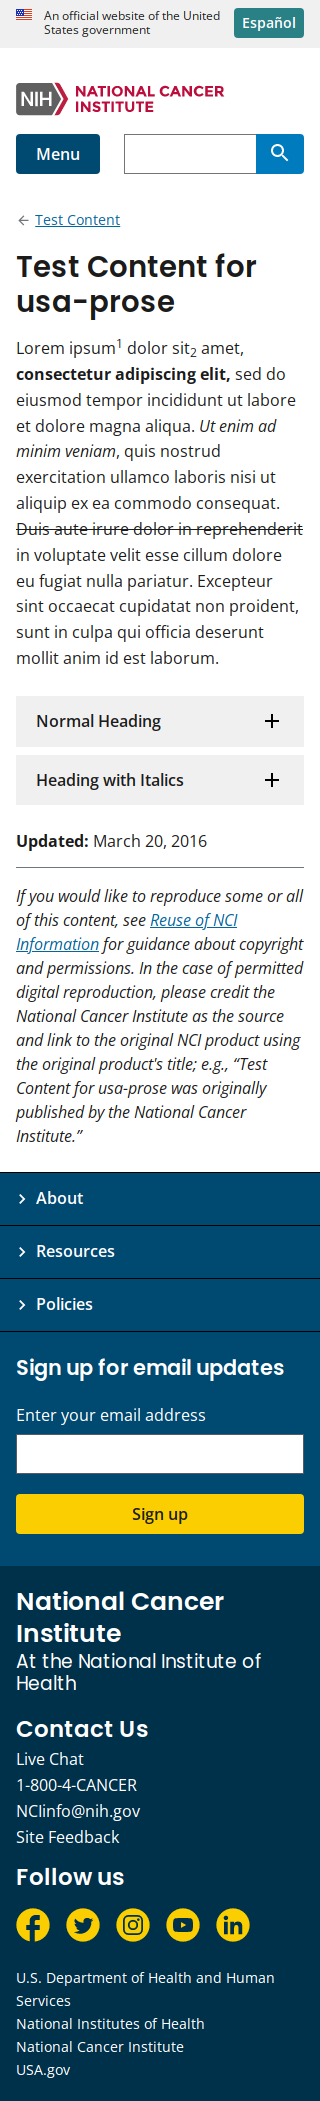 An official website of the United
States government
Español
NIH
NATIONAL CANCER
INSTITUTE
Menu
Test Content
Test Content for
usa-prose
Lorem ipsum1 dolor sit2 amet,
consectetur adipiscing elit, sed do
eiusmod tempor incididunt ut labore
et dolore magna aliqua. Ut enim ad
minim veniam, quis nostrud
exercitation ullamco laboris nisi ut
aliquip ex ea commodo consequat.
Duis aute irure dolor in reprehenderit
in voluptate velit esse cillum dolore
eu fugiat nulla pariatur. Excepteur
sint occaecat cupidatat non proident,
sunt in culpa qui officia deserunt
mollit anim id est laborum.
Normal Heading
Heading with Italics
Updated: March 20, 2016
If you would like to reproduce some or all
of this content, see Reuse of NCI
Information for guidance about copyright
and permissions. In the case of permitted
digital reproduction, please credit the
National Cancer Institute as the source
and link to the original NCI product using
the original product's title; e.g., “Test
Content for usa-prose was originally
published by the National Cancer
Institute.”
About
Resources
Policies
Sign up for email updates
Enter your email address
Sign up
National Cancer
Institute
At the National Institute of
Health
Contact Us
Live Chat
1-800-4-CANCER
NCIinfo@nih.gov
Site Feedback
Follow us
U.S. Department of Health and Human
Services
National Institutes of Health
National Cancer Institute
USA.gov